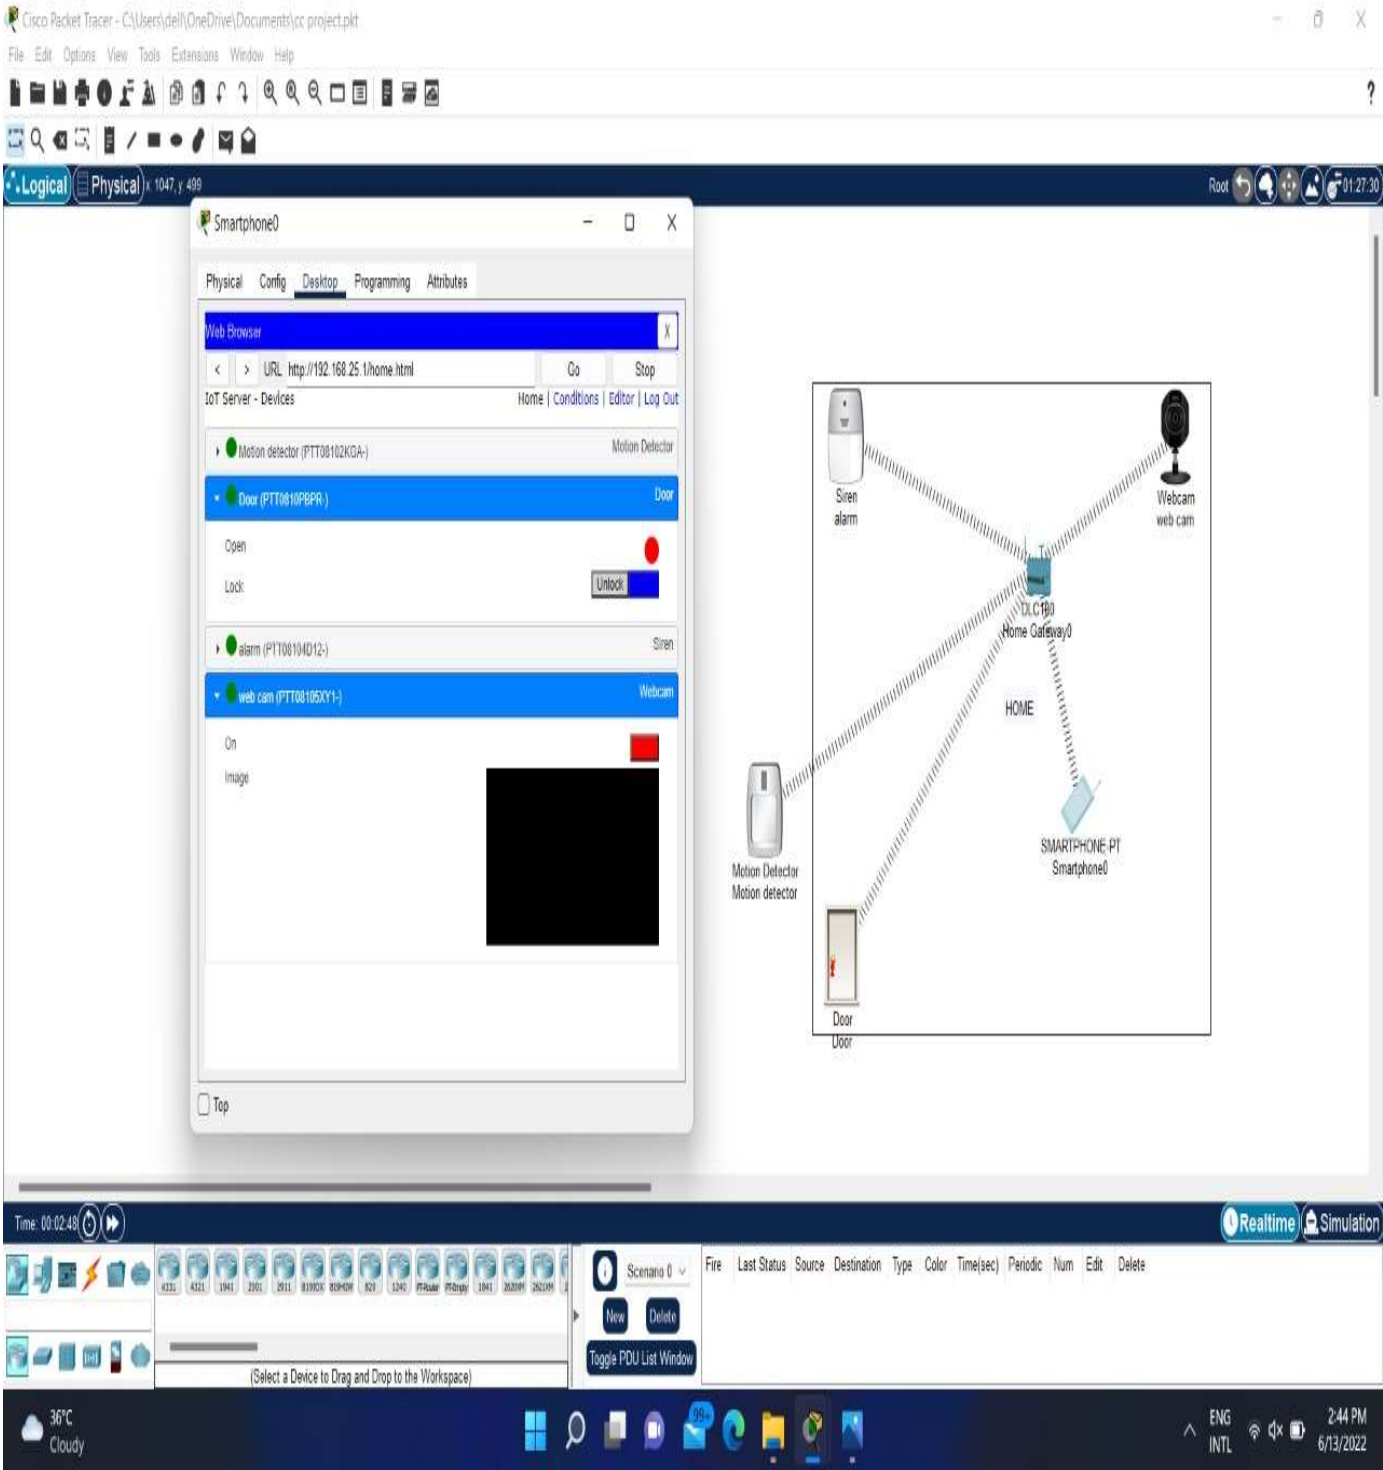 Cisco Packet Tracer - C:\Users\dell\OneDrive\Documents\cc project.pkt
File Edit Options View Tools Extensions Window Help
?
Logical Physical x: 1047, y: 499 Root 01:27:30
Smartphone0
Physical Config Desktop Programming Attributes
Web Browser X
< > URL http://192.168.25.1/home.html Go Stop
IoT Server - Devices Home | Conditions | Editor | Log Out
Motion detector (PTT08102KGA-) Motion Detector
Door (PTT0810PBPR-) Door
Open
Lock Unlock
alarm (PTT08104D12-) Siren
web cam (PTT08105XY1-) Webcam
On
Image
Top
Siren
alarm
Webcam
web cam
DLC100
Home Gateway0
HOME
SMARTPHONE-PT
Smartphone0
Motion Detector
Motion detector
Door
Door
Time: 00:02:48 Realtime Simulation
4331 4321 1941 2901 2911 819HGW 829 1240 PT-Router PT-Empty 1841 2620XM 2621XM
Scenario 0
New Delete
Toggle PDU List Window
Fire Last Status Source Destination Type Color Time(sec) Periodic Num Edit Delete
(Select a Device to Drag and Drop to the Workspace)
36°C
Cloudy
99+
ENG
INTL
2:44 PM
6/13/2022